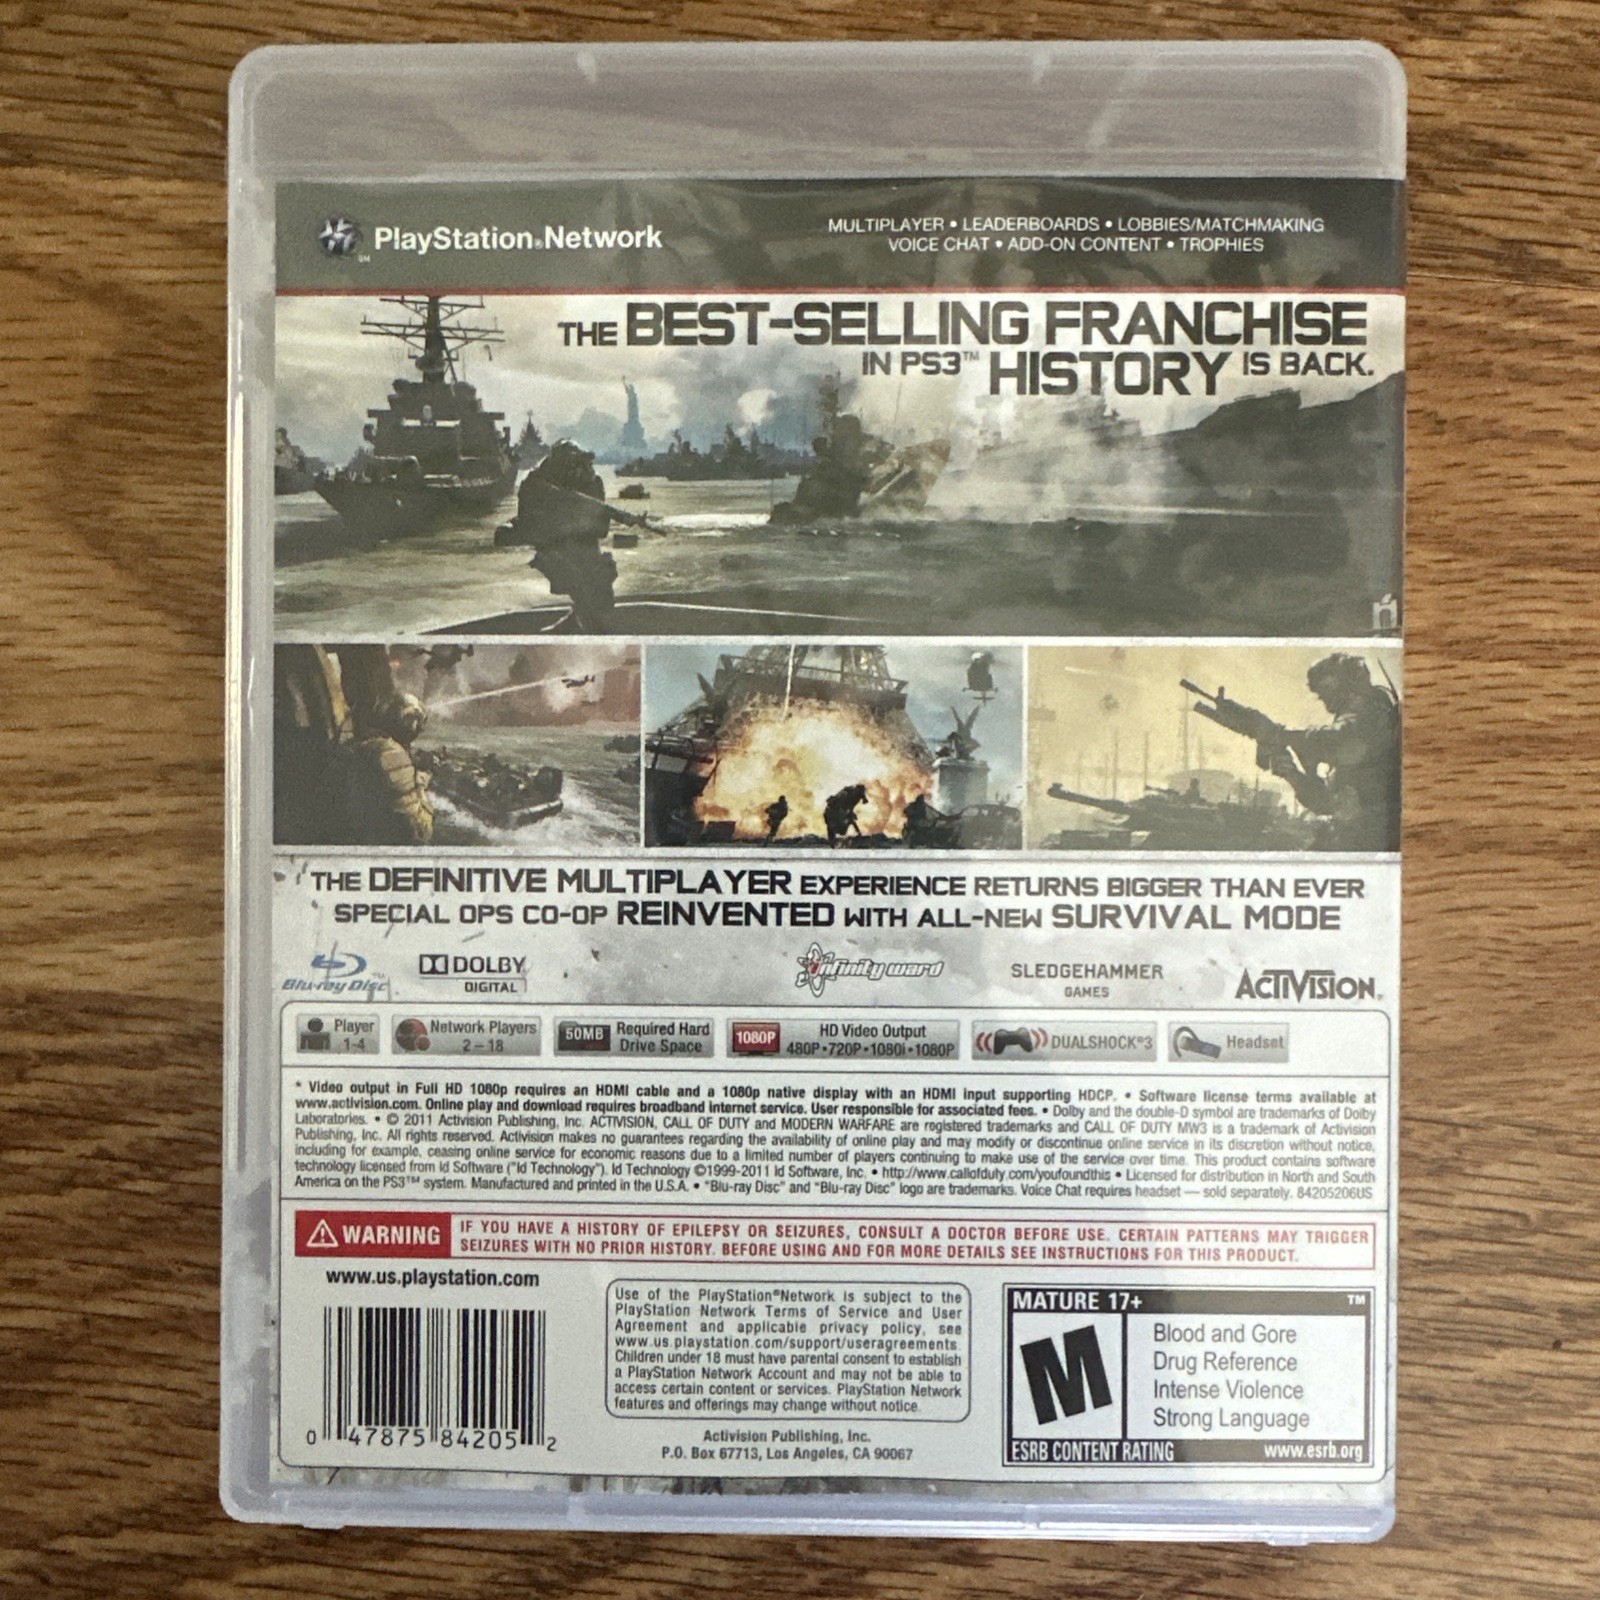 PlayStation®Network
SM
MULTIPLAYER • LEADERBOARDS • LOBBIES/MATCHMAKING
VOICE CHAT • ADD-ON CONTENT • TROPHIES
THE BEST-SELLING FRANCHISE
IN PS3™ HISTORY IS BACK.
THE DEFINITIVE MULTIPLAYER EXPERIENCE RETURNS BIGGER THAN EVER
SPECIAL OPS CO-OP REINVENTED WITH ALL-NEW SURVIVAL MODE
Blu-ray Disc™
DOLBY
DIGITAL
infinity ward
SLEDGEHAMMER
GAMES
ACTIVISION®
Player
1-4
Network Players
2 – 18
50MB
Required Hard
Drive Space
1080P
HD Video Output
480P•720P•1080i•1080P
DUALSHOCK®3
Headset
* Video output in Full HD 1080p requires an HDMI cable and a 1080p native display with an HDMI input supporting HDCP. • Software license terms available at
www.activision.com. Online play and download requires broadband Internet service. User responsible for associated fees. • Dolby and the double-D symbol are trademarks of Dolby
Laboratories. • © 2011 Activision Publishing, Inc. ACTIVISION, CALL OF DUTY and MODERN WARFARE are registered trademarks and CALL OF DUTY MW3 is a trademark of Activision
Publishing, Inc. All rights reserved. Activision makes no guarantees regarding the availability of online play and may modify or discontinue online service in its discretion without notice,
including for example, ceasing online service for economic reasons due to a limited number of players continuing to make use of the service over time. This product contains software
technology licensed from Id Software ("Id Technology"). Id Technology ©1999-2011 Id Software, Inc. • http://www.callofduty.com/youfoundthis • Licensed for distribution in North and South
America on the PS3™ system. Manufactured and printed in the U.S.A. • "Blu-ray Disc" and "Blu-ray Disc" logo are trademarks. Voice Chat requires headset — sold separately. 84205206US
WARNING
IF YOU HAVE A HISTORY OF EPILEPSY OR SEIZURES, CONSULT A DOCTOR BEFORE USE. CERTAIN PATTERNS MAY TRIGGER
SEIZURES WITH NO PRIOR HISTORY. BEFORE USING AND FOR MORE DETAILS SEE INSTRUCTIONS FOR THIS PRODUCT.
www.us.playstation.com
0 47875 84205 2
Use of the PlayStation®Network is subject to the
PlayStation Network Terms of Service and User
Agreement and applicable privacy policy, see
www.us.playstation.com/support/useragreements.
Children under 18 must have parental consent to establish
a PlayStation Network Account and may not be able to
access certain content or services. PlayStation Network
features and offerings may change without notice.
Activision Publishing, Inc.
P.O. Box 67713, Los Angeles, CA 90067
MATURE 17+
TM
M
Blood and Gore
Drug Reference
Intense Violence
Strong Language
ESRB CONTENT RATING
www.esrb.org